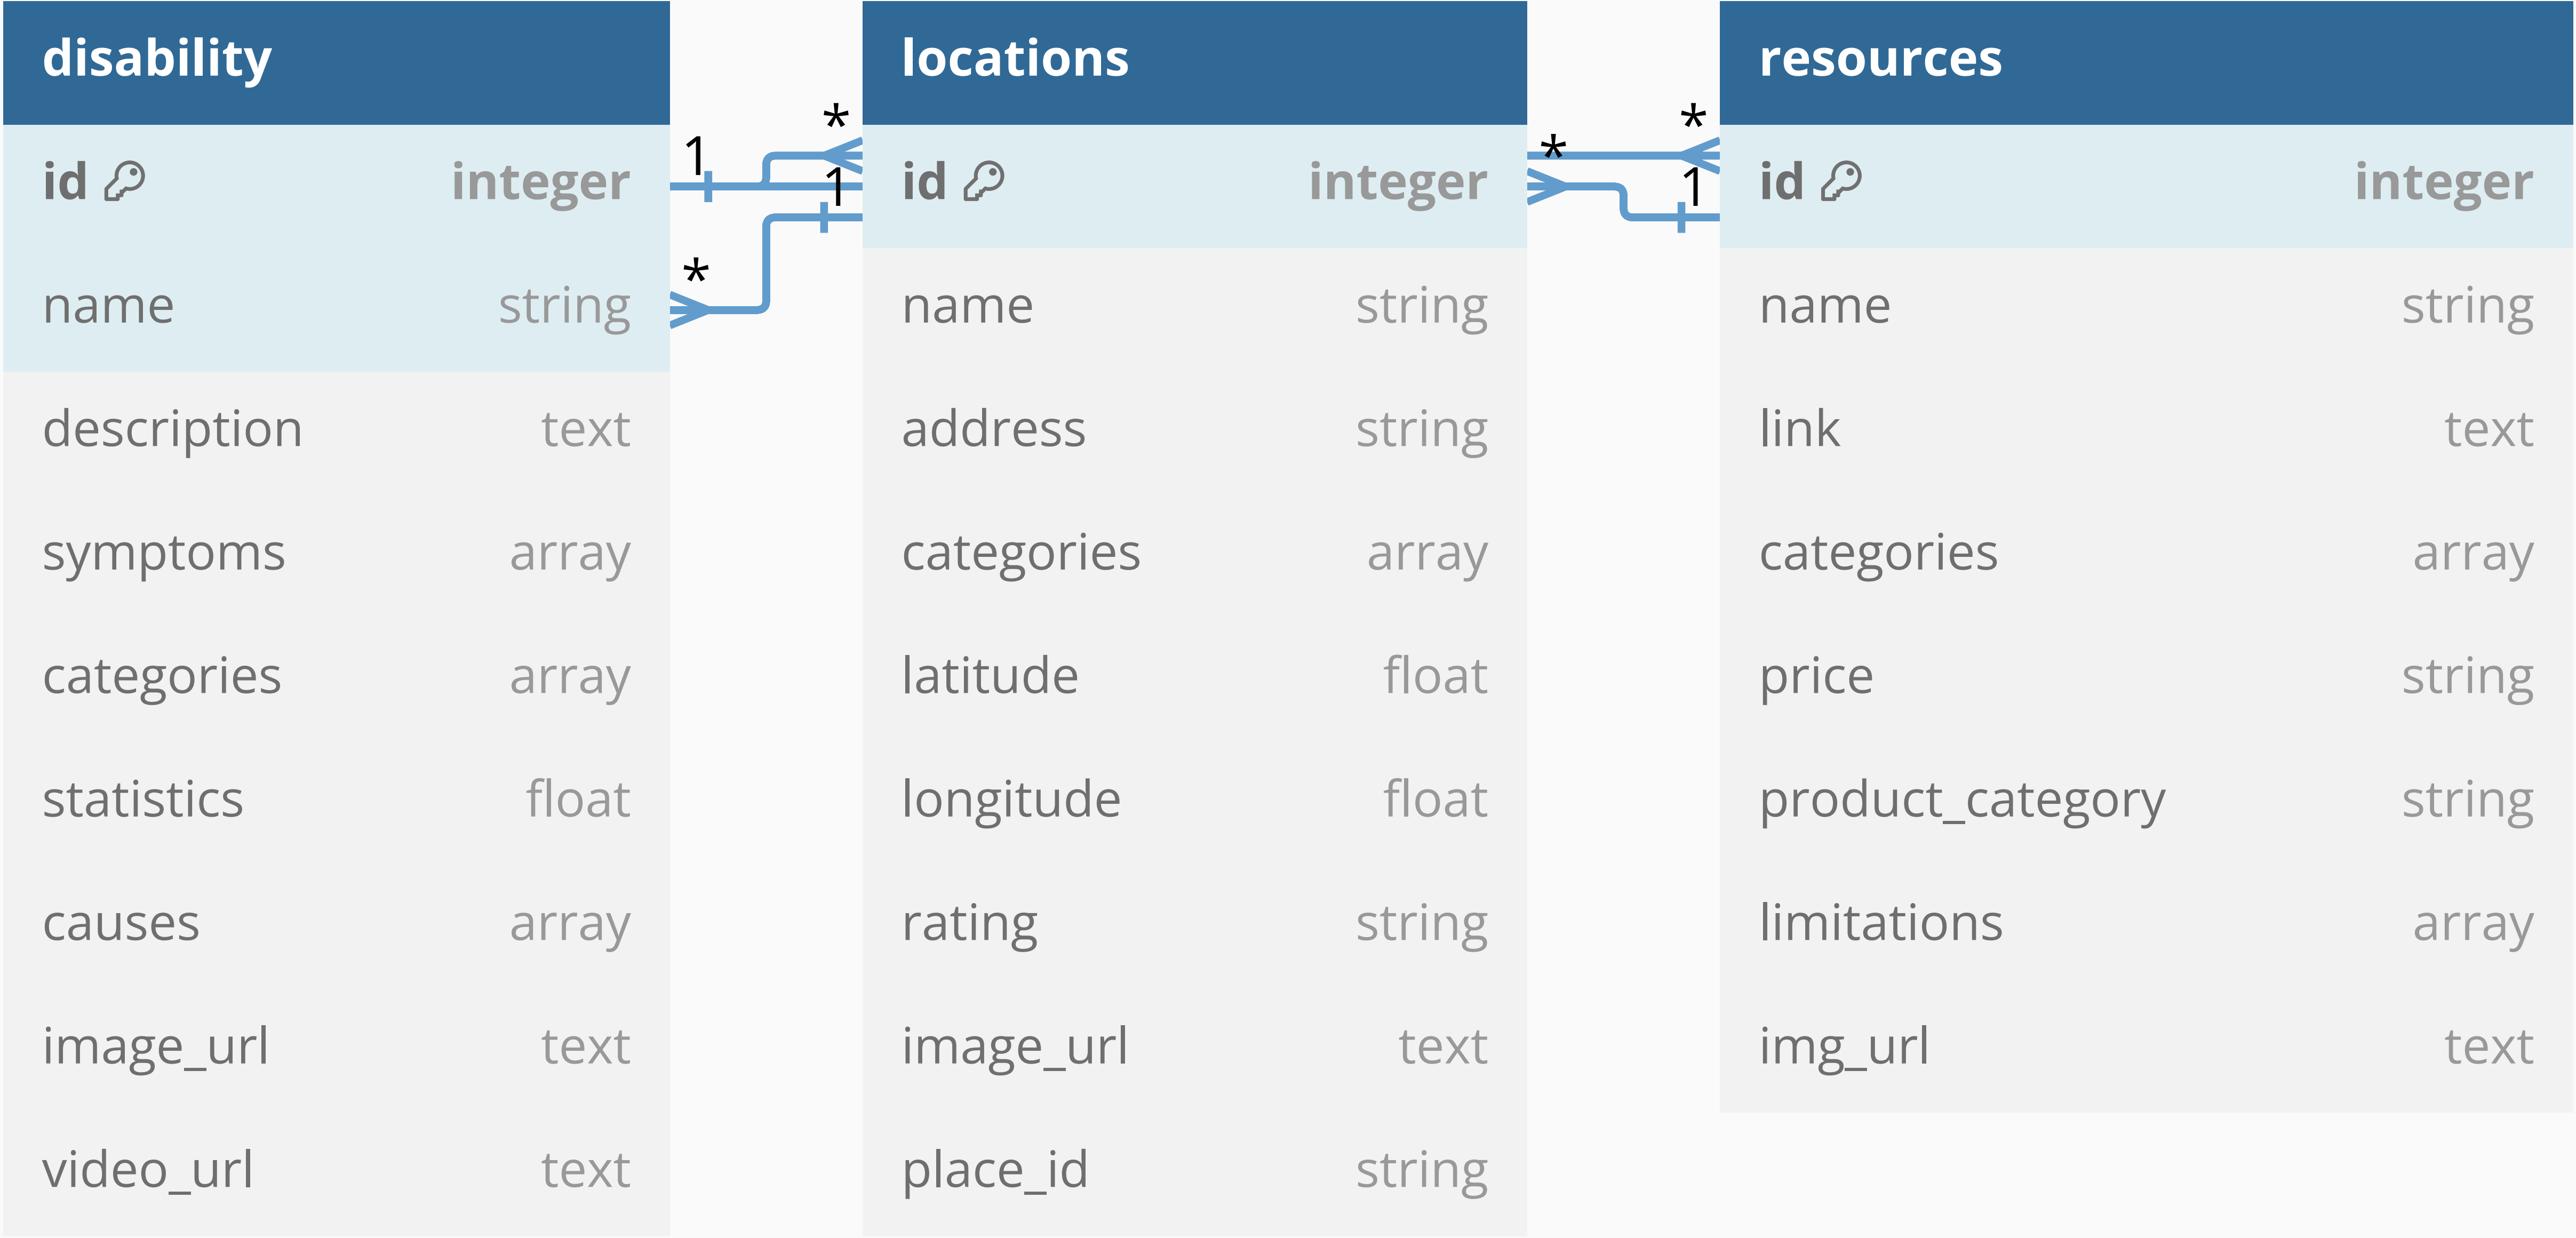 disability
id integer
name string
description text
symptoms array
categories array
statistics float
causes array
image_url text
video_url text
1
*
*
1
locations
id integer
name string
address string
categories array
latitude float
longitude float
rating string
image_url text
place_id string
*
*
1
resources
id integer
name string
link text
categories array
price string
product_category string
limitations array
img_url text